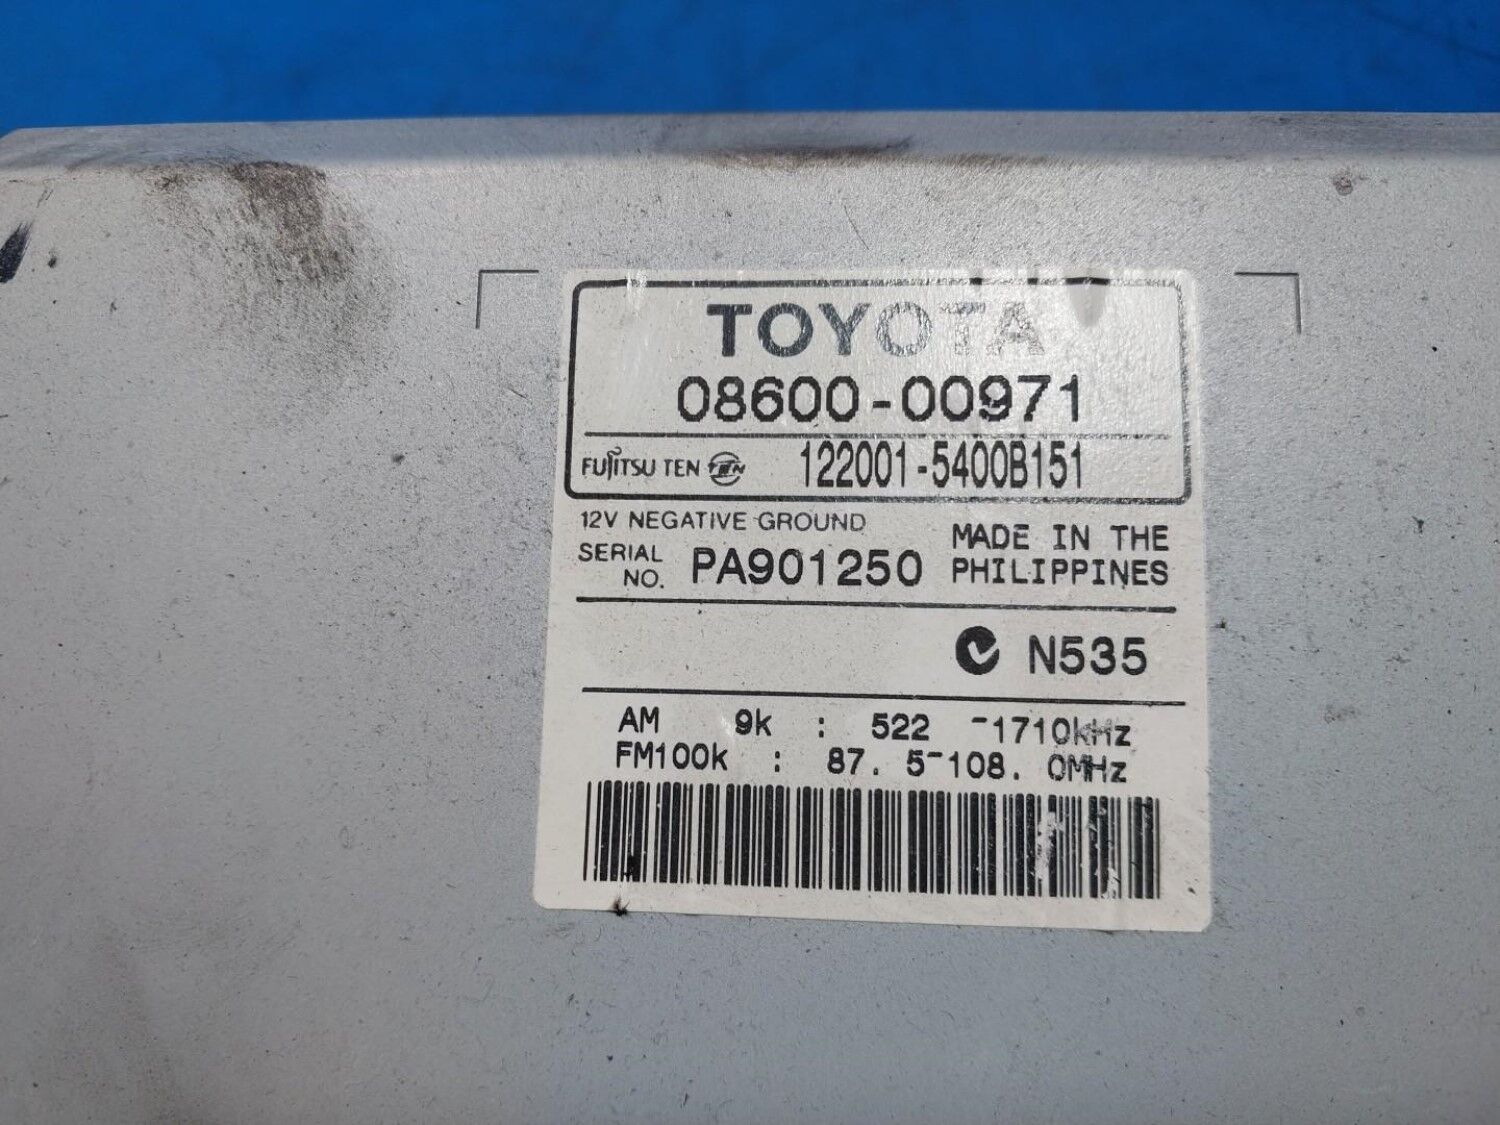 TOYOTA
08600-00971
FUJITSU TEN TEN 122001-5400B151
12V NEGATIVE GROUND
SERIAL NO. PA901250
MADE IN THE
PHILIPPINES
N535
AM 9k : 522 -1710kHz
FM100k : 87. 5-108. 0MHz